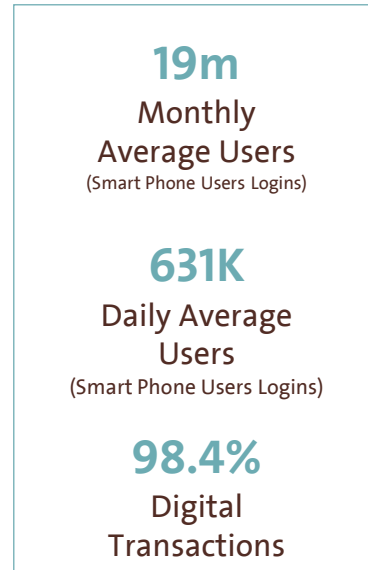 19m
Monthly
Average Users
(Smart Phone Users Logins)
631K
Daily Average
Users
(Smart Phone Users Logins)
98.4%
Digital
Transactions